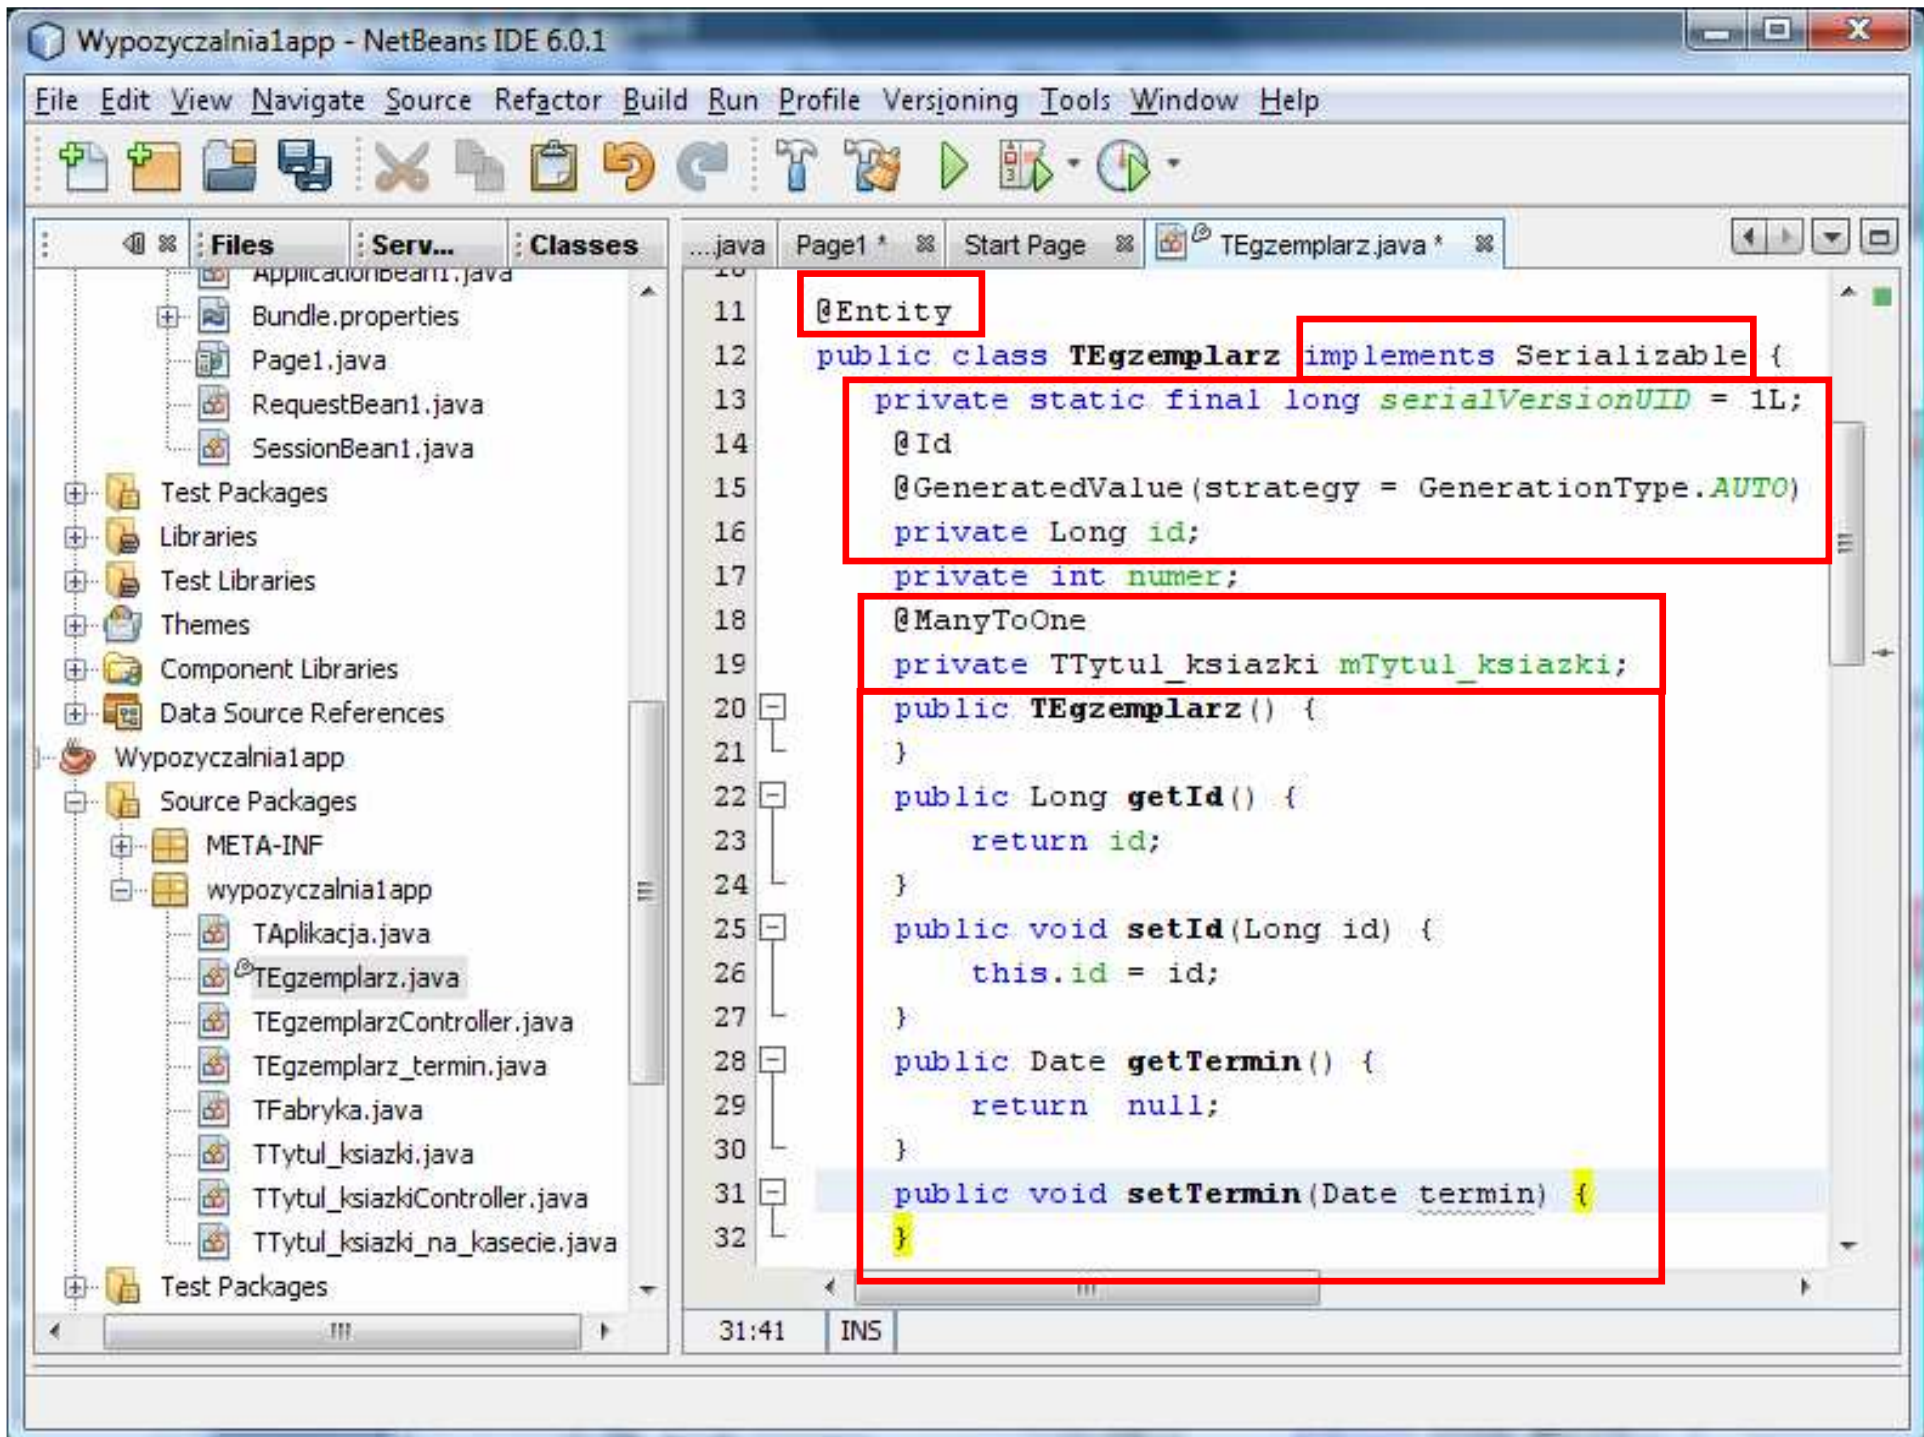 Wypozyczalnia1app - NetBeans IDE 6.0.1
File Edit View Navigate Source Refactor Build Run Profile Versioning Tools Window Help
Files Serv... Classes
....java Page1 * Start Page TEgzemplarz.java *
ApplicationBean1.java
Bundle.properties
Page1.java
RequestBean1.java
SessionBean1.java
Test Packages
Libraries
Test Libraries
Themes
Component Libraries
Data Source References
Wypozyczalnia1app
Source Packages
META-INF
wypozyczalnia1app
TAplikacja.java
TEgzemplarz.java
TEgzemplarzController.java
TEgzemplarz_termin.java
TFabryka.java
TTytul_ksiazki.java
TTytul_ksiazkiController.java
TTytul_ksiazki_na_kasecie.java
Test Packages
10
11 @Entity
12 public class TEgzemplarz implements Serializable {
13 private static final long serialVersionUID = 1L;
14 @Id
15 @GeneratedValue(strategy = GenerationType.AUTO)
16 private Long id;
17 private int numer;
18 @ManyToOne
19 private TTytul_ksiazki mTytul_ksiazki;
20 public TEgzemplarz() {
21 }
22 public Long getId() {
23 return id;
24 }
25 public void setId(Long id) {
26 this.id = id;
27 }
28 public Date getTermin() {
29 return null;
30 }
31 public void setTermin(Date termin) {
32 }
31:41 INS